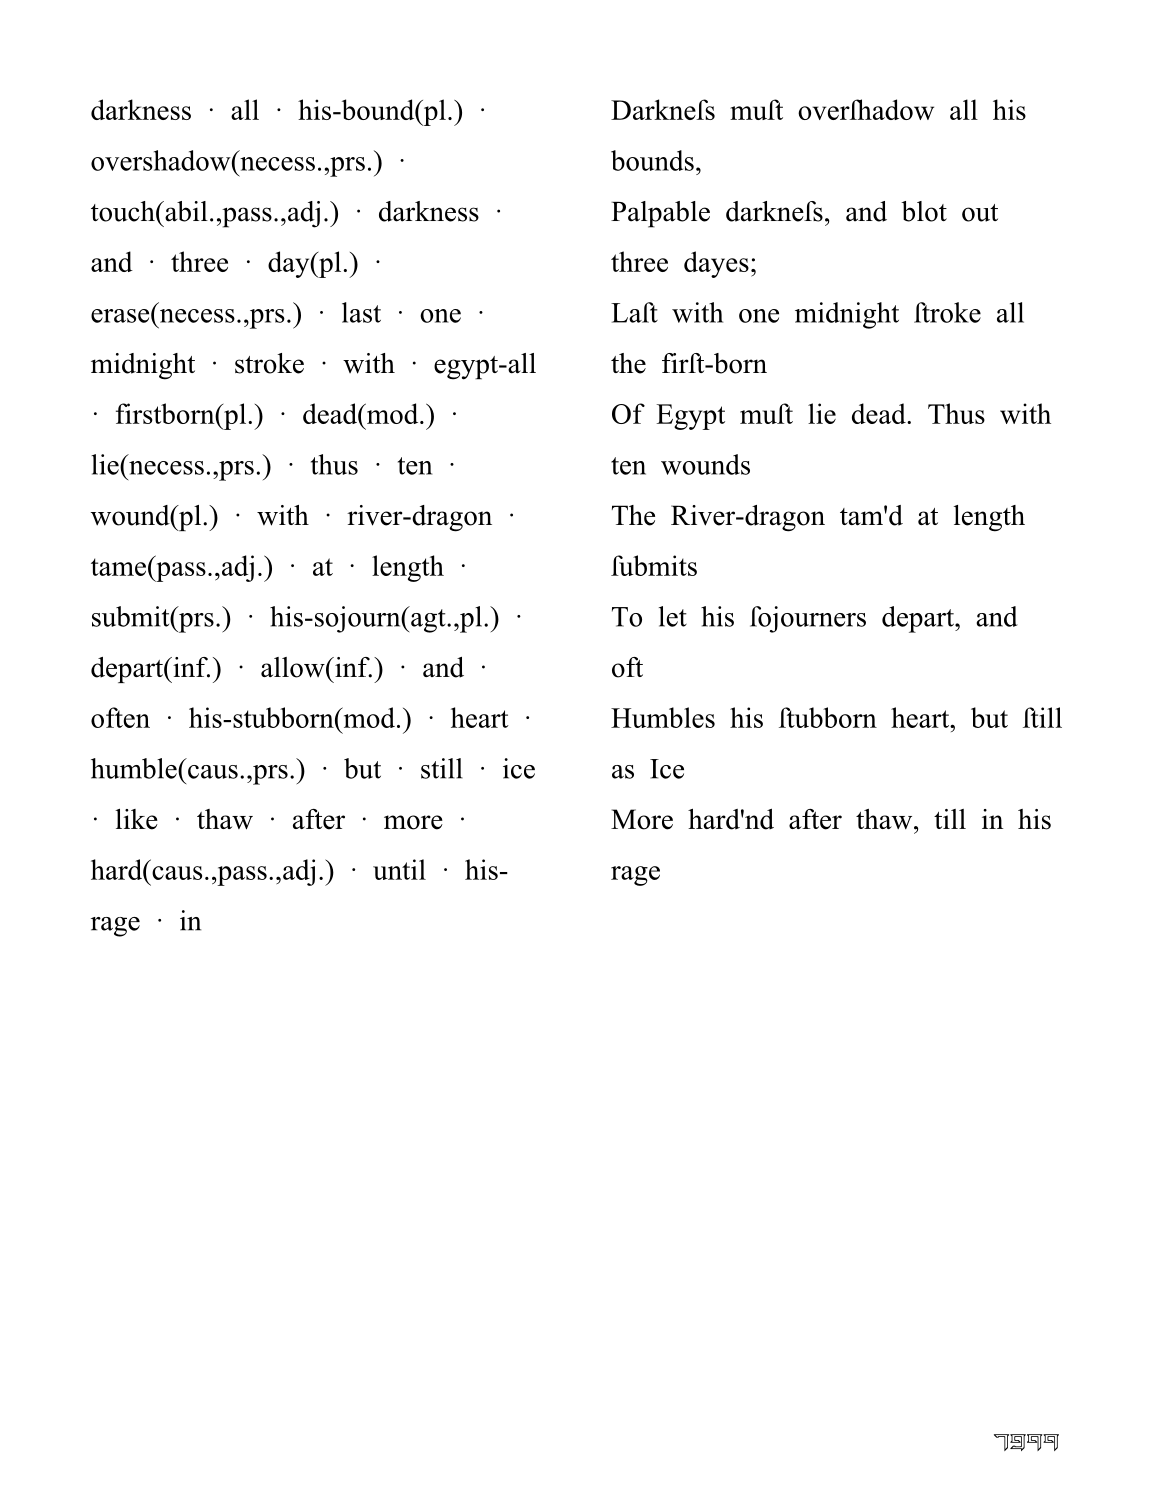 darkness · all · his-bound(pl.) ·
overshadow(necess.,prs.) ·
touch(abil.,pass.,adj.) · darkness ·
and · three · day(pl.) ·
erase(necess.,prs.) · last · one ·
midnight · stroke · with · egypt-all
· firstborn(pl.) · dead(mod.) ·
lie(necess.,prs.) · thus · ten ·
wound(pl.) · with · river-dragon ·
tame(pass.,adj.) · at · length ·
submit(prs.) · his-sojourn(agt.,pl.) ·
depart(inf.) · allow(inf.) · and ·
often · his-stubborn(mod.) · heart ·
humble(caus.,prs.) · but · still · ice
· like · thaw · after · more ·
hard(caus.,pass.,adj.) · until · his-
rage · in
Darkneſs muſt overſhadow all his
bounds,
Palpable darkneſs, and blot out
three dayes;
Laſt with one midnight ſtroke all
the firſt-born
Of Egypt muſt lie dead. Thus with
ten wounds
The River-dragon tam'd at length
ſubmits
To let his ſojourners depart, and
oft
Humbles his ſtubborn heart, but ſtill
as Ice
More hard'nd after thaw, till in his
rage